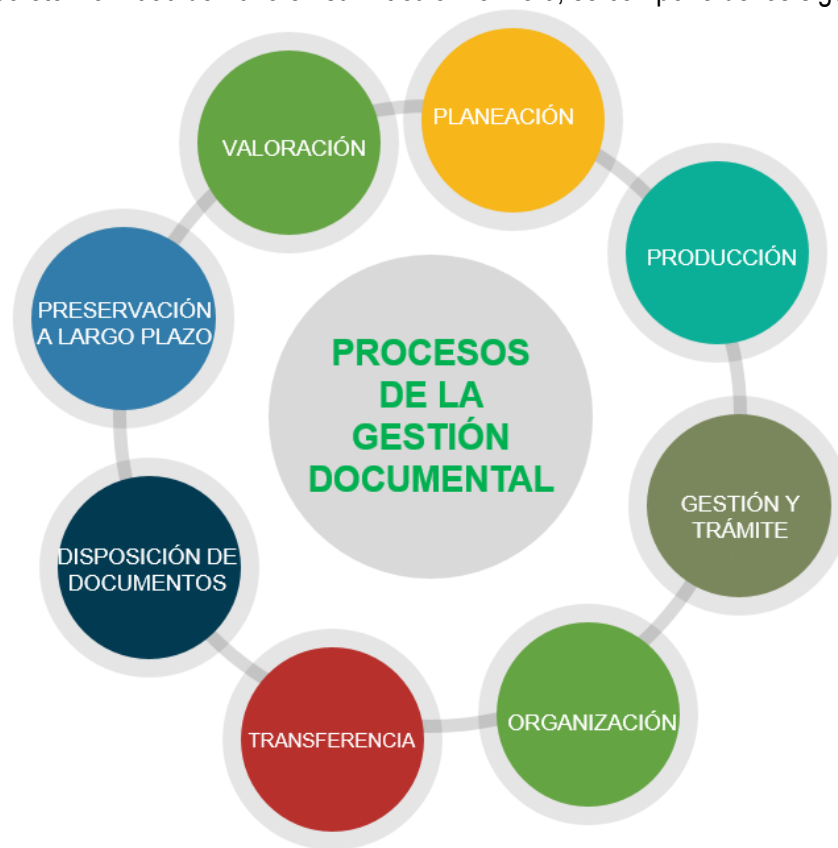 PROCESOS
DE LA
GESTIÓN
DOCUMENTAL
PLANEACIÓN
PRODUCCIÓN
GESTIÓN Y
TRÁMITE
ORGANIZACIÓN
TRANSFERENCIA
DISPOSICIÓN DE
DOCUMENTOS
PRESERVACIÓN
A LARGO PLAZO
VALORACIÓN